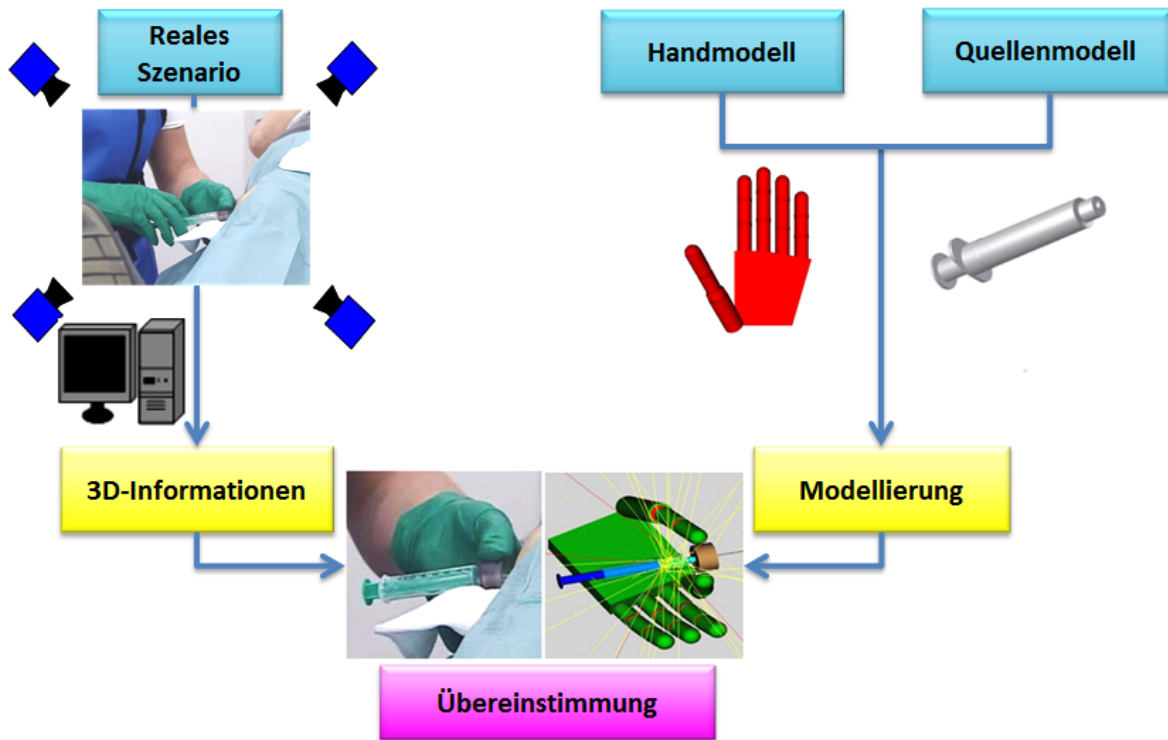 Reales
Szenario
Handmodell
Quellenmodell
3D-Informationen
Modellierung
Übereinstimmung